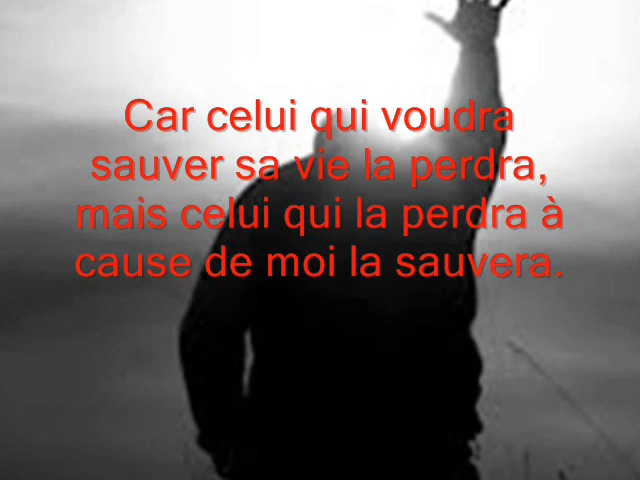 Car celui qui voudra
sauver sa vie la perdra,
mais celui qui la perdra à
cause de moi la sauvera.